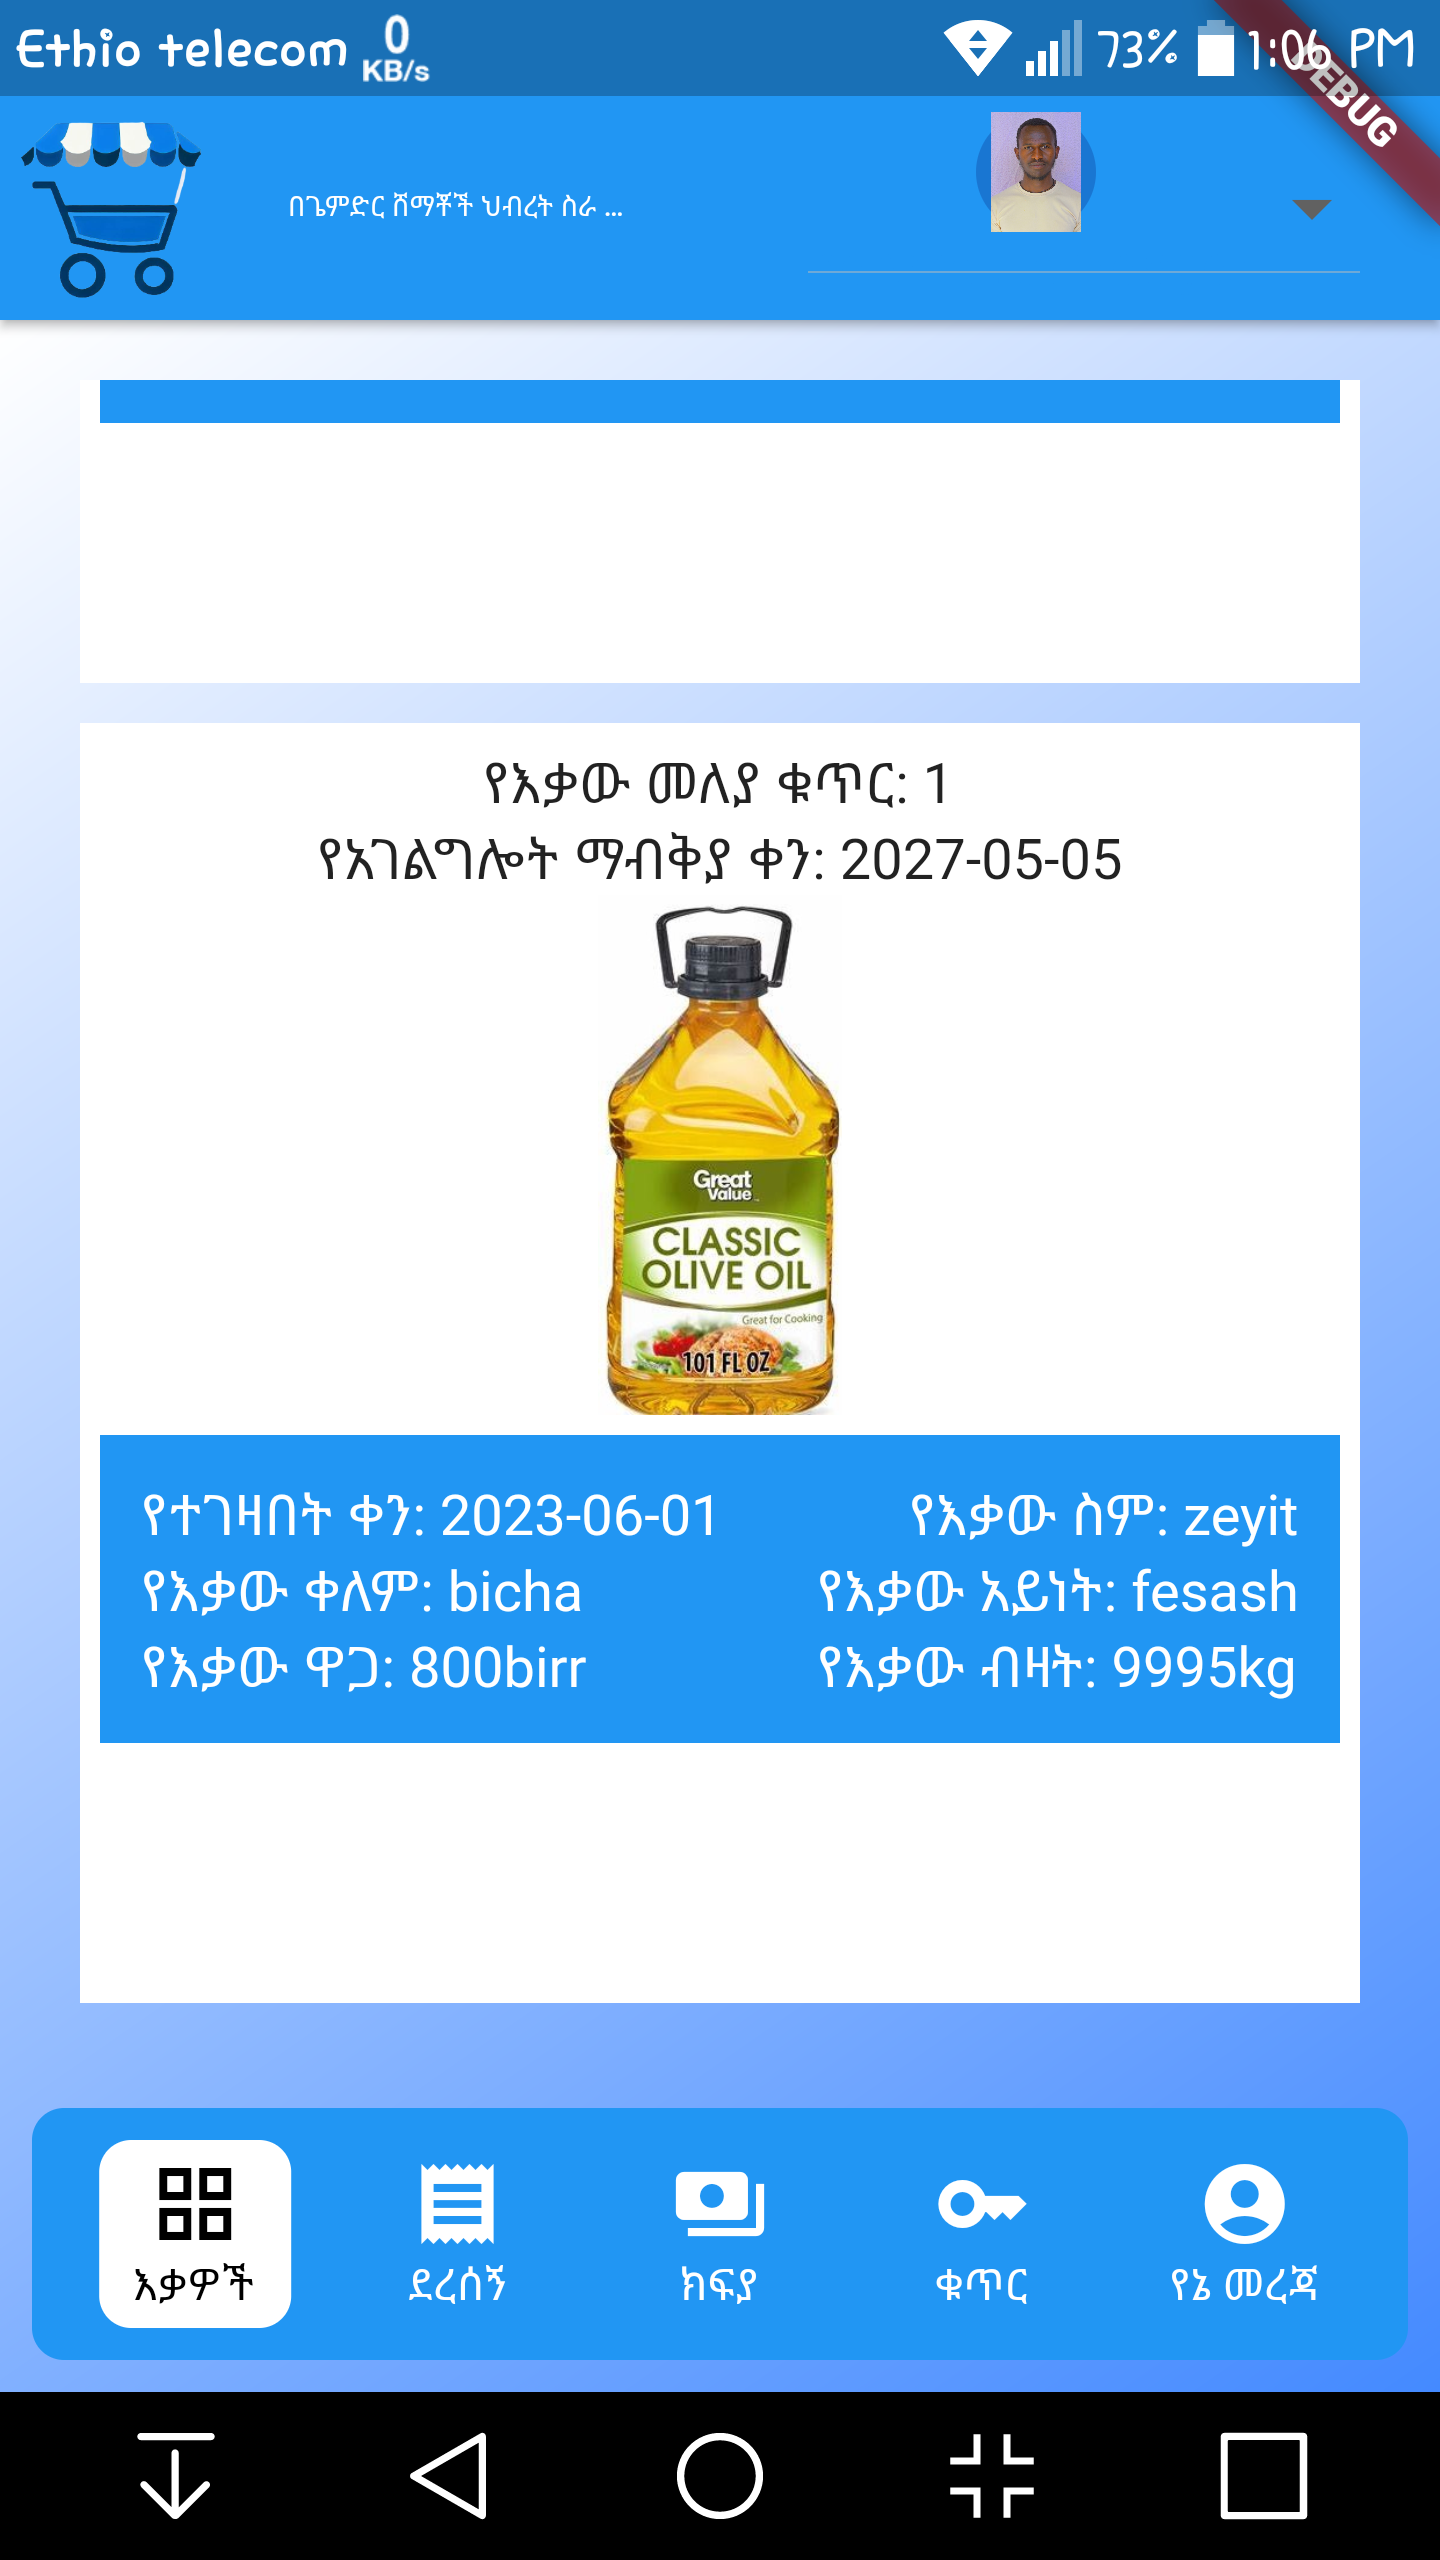 Ethio telecom 0 KB/s 73% 1:06 PM
DEBUG
በጌምድር ሸማቾች ህብረት ስራ ...
የእቃው መለያ ቁጥር: 1
የአገልግሎት ማብቅያ ቀን: 2027-05-05
Great
Value
CLASSIC
OLIVE OIL
Great for Cooking
101 FL OZ
የተገዛበት ቀን: 2023-06-01
የእቃው ስም: zeyit
የእቃው ቀለም: bicha
የእቃው አይነት: fesash
የእቃው ዋጋ: 800birr
የእቃው ብዛት: 9995kg
እቃዎች
ደረሰኝ
ክፍያ
ቁጥር
የኔ መረጃ